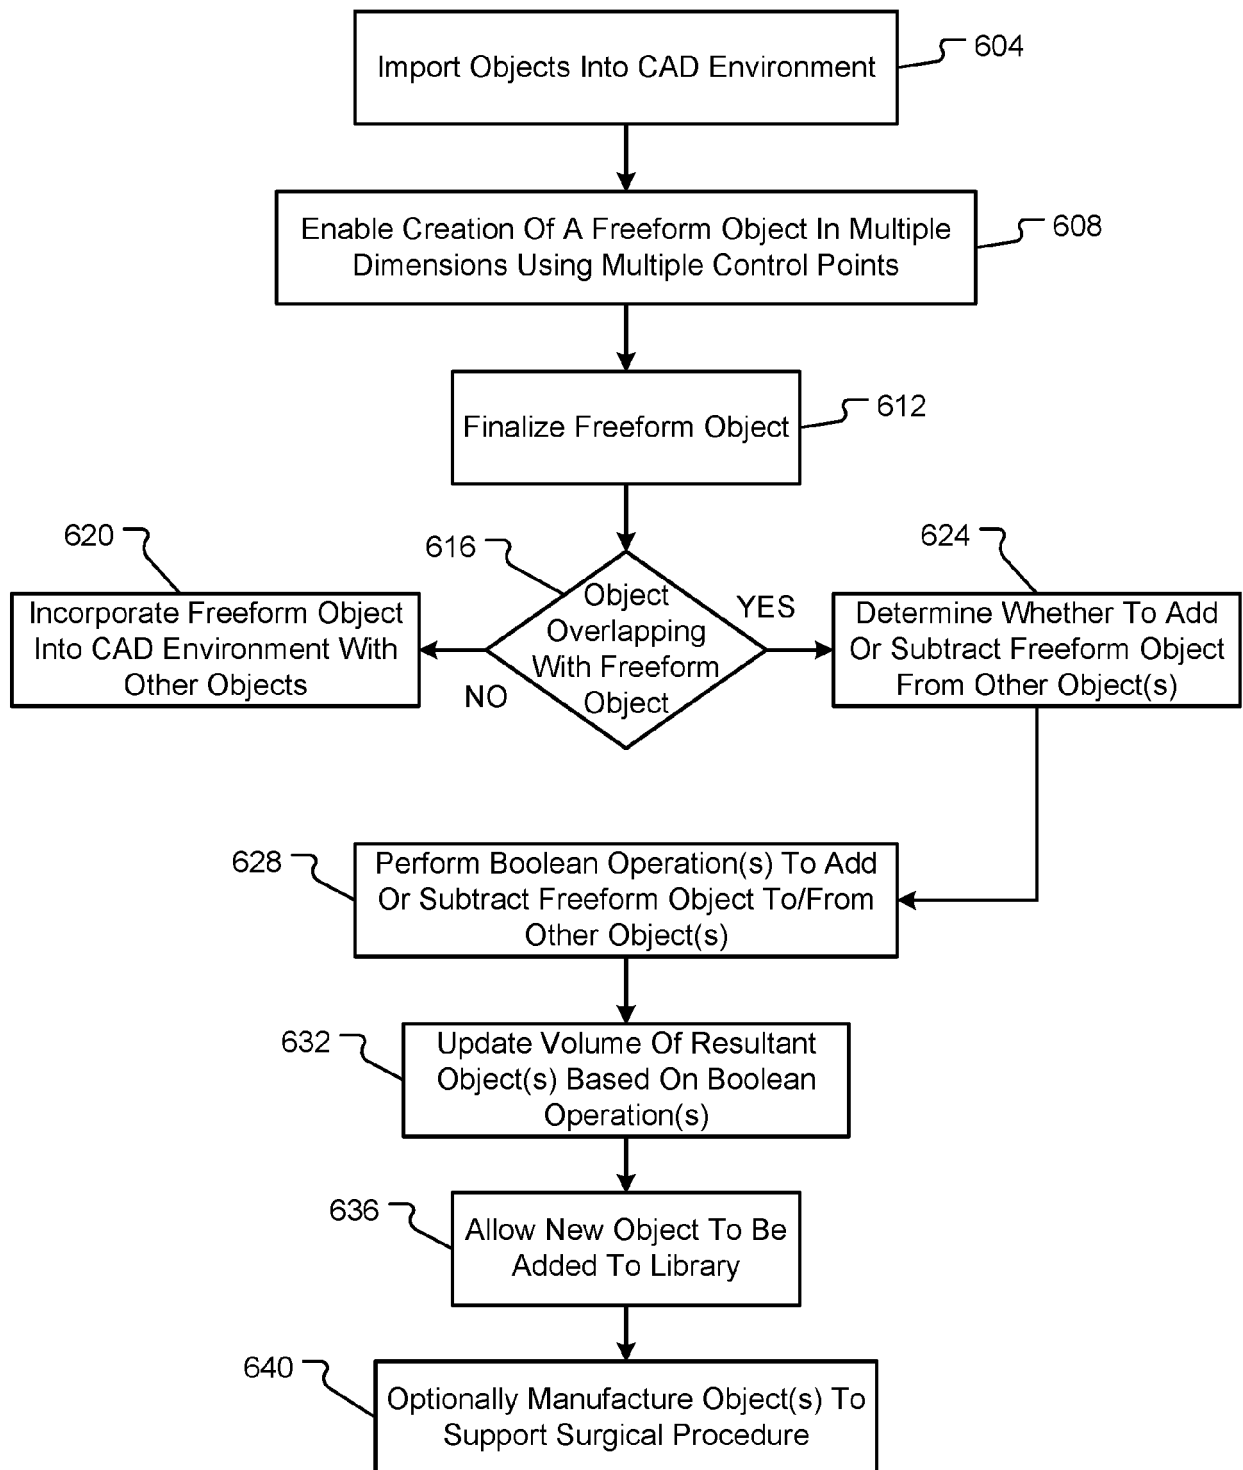 Import Objects Into CAD Environment
604
Enable Creation Of A Freeform Object In Multiple
Dimensions Using Multiple Control Points
608
Finalize Freeform Object
612
616
Object
Overlapping
With Freeform
Object
NO
YES
620
Incorporate Freeform Object
Into CAD Environment With
Other Objects
624
Determine Whether To Add
Or Subtract Freeform Object
From Other Object(s)
628
Perform Boolean Operation(s) To Add
Or Subtract Freeform Object To/From
Other Object(s)
632
Update Volume Of Resultant
Object(s) Based On Boolean
Operation(s)
636
Allow New Object To Be
Added To Library
640
Optionally Manufacture Object(s) To
Support Surgical Procedure